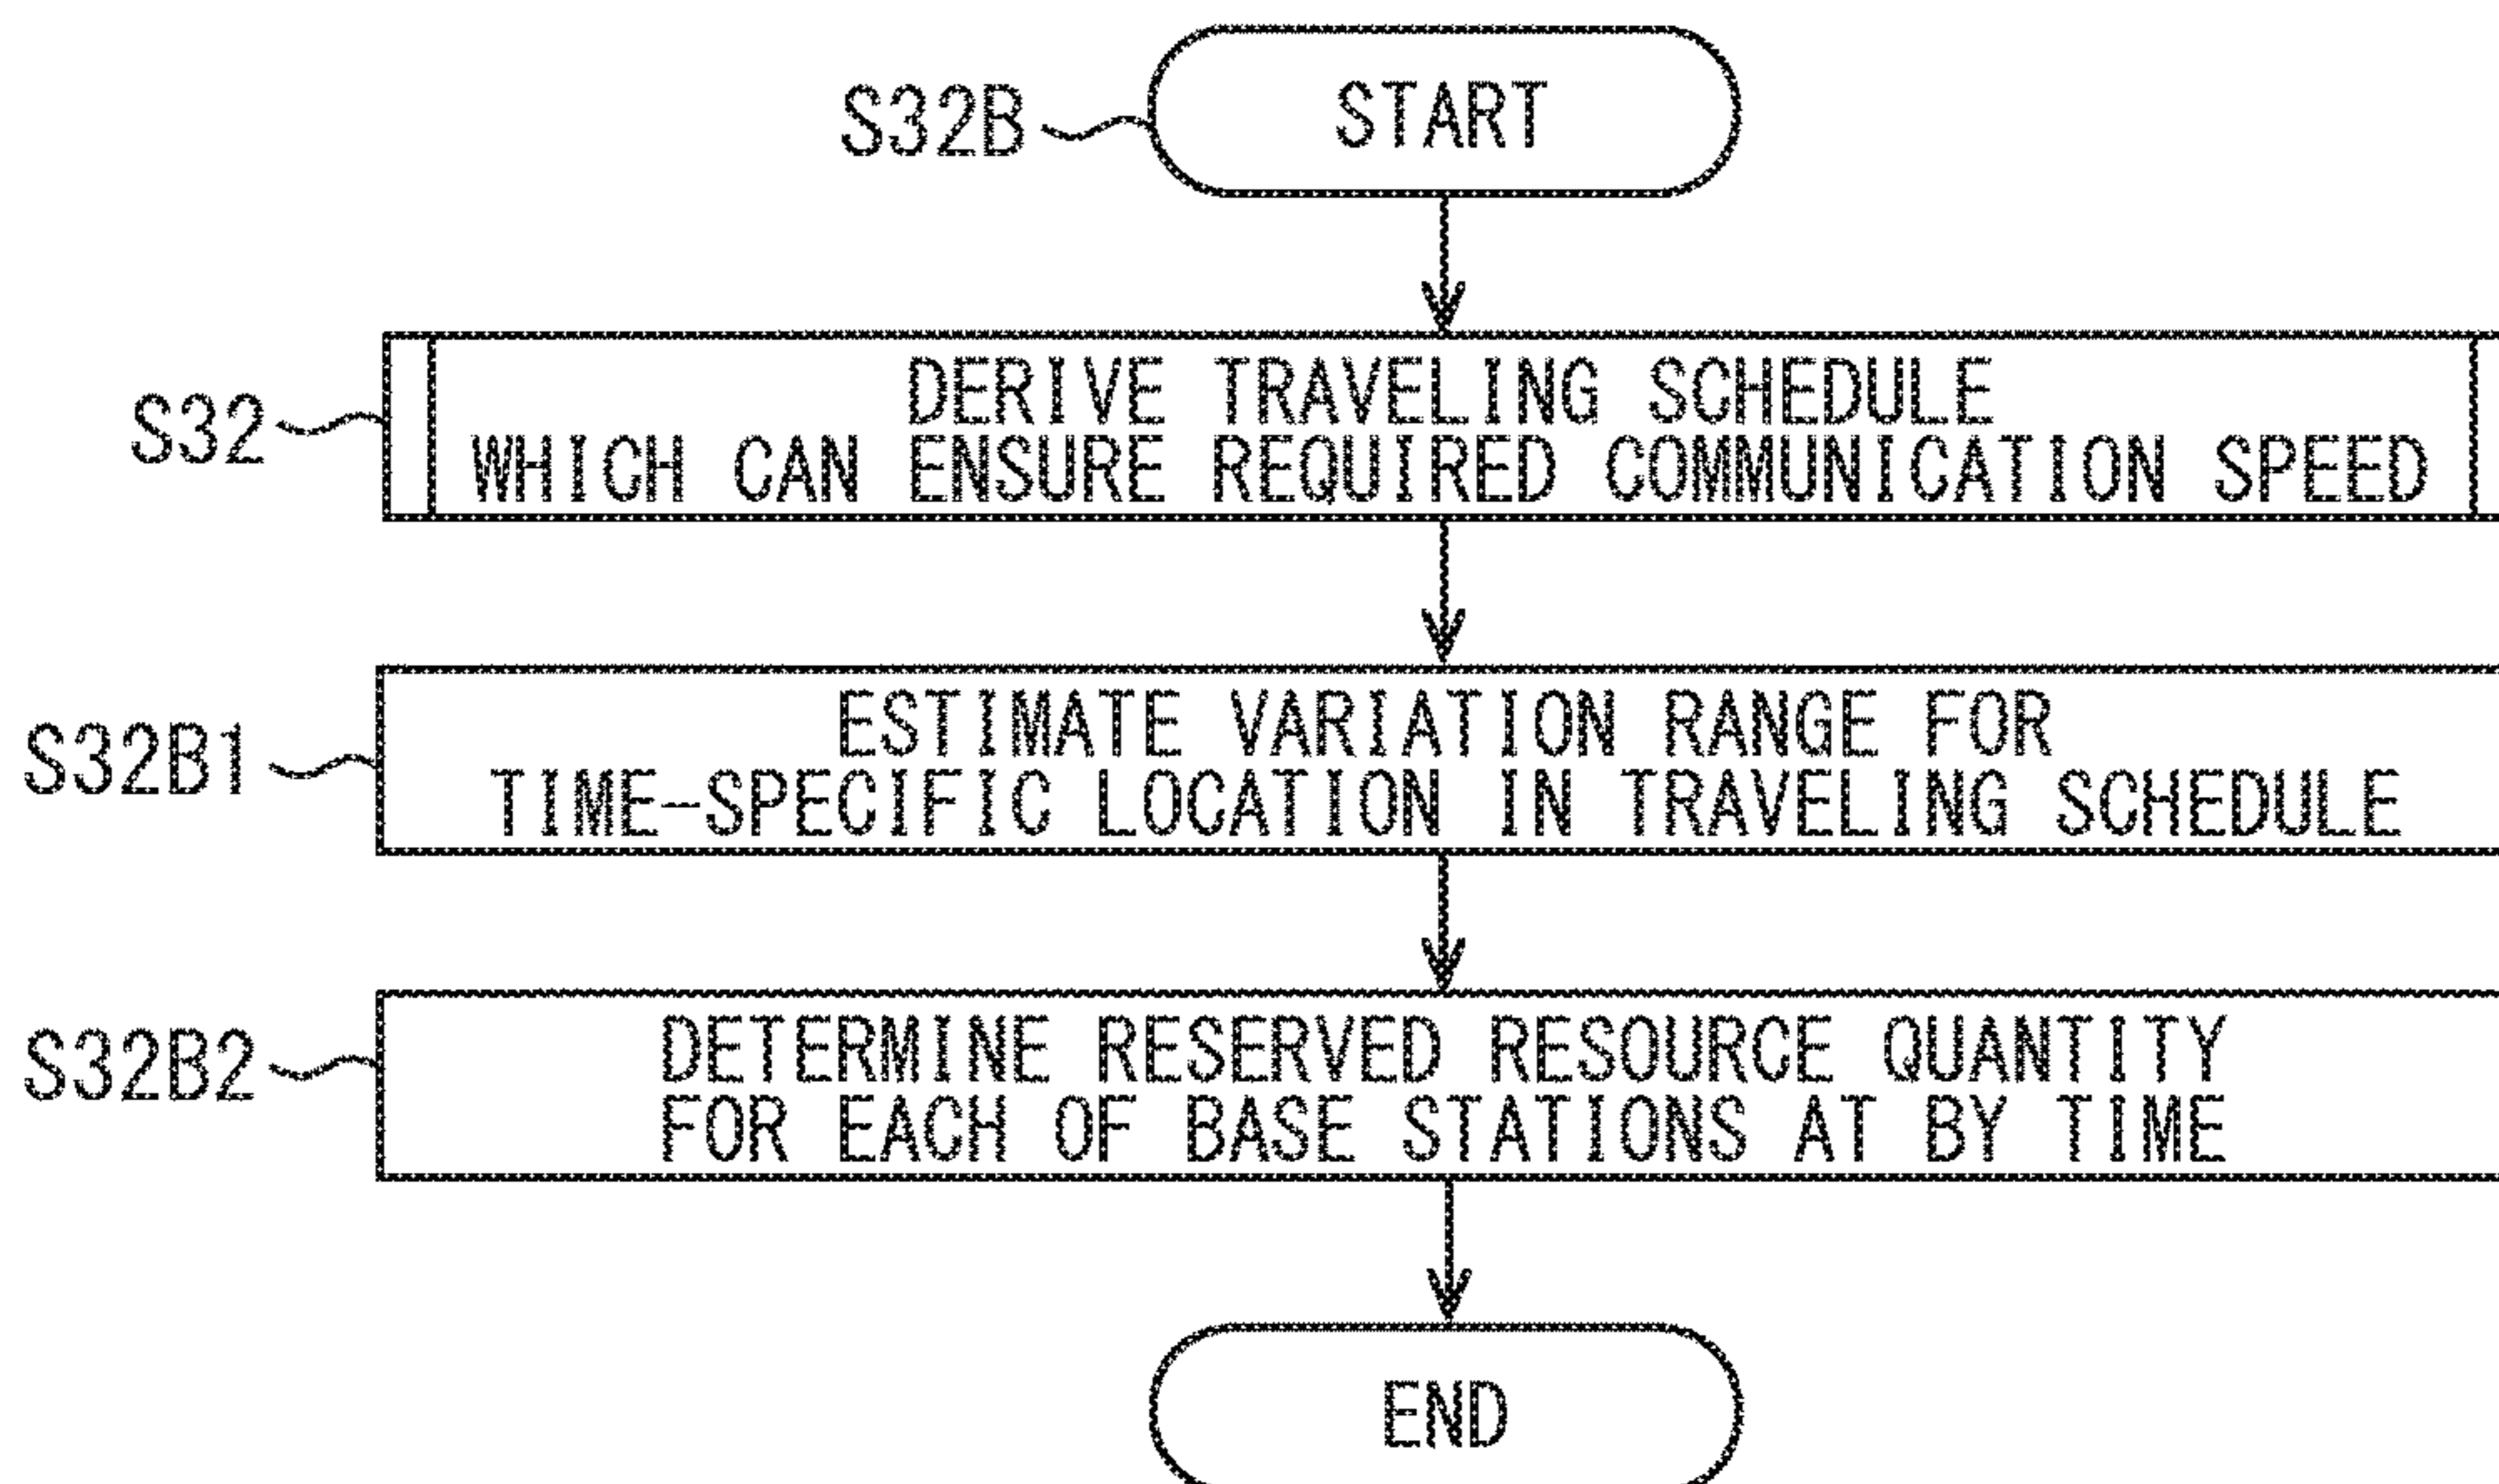 S32B START
S32 DERIVE TRAVELING SCHEDULE
WHICH CAN ENSURE REQUIRED COMMUNICATION SPEED
S32B1 ESTIMATE VARIATION RANGE FOR
TIME-SPECIFIC LOCATION IN TRAVELING SCHEDULE
S32B2 DETERMINE RESERVED RESOURCE QUANTITY
FOR EACH OF BASE STATIONS AT BY TIME
END